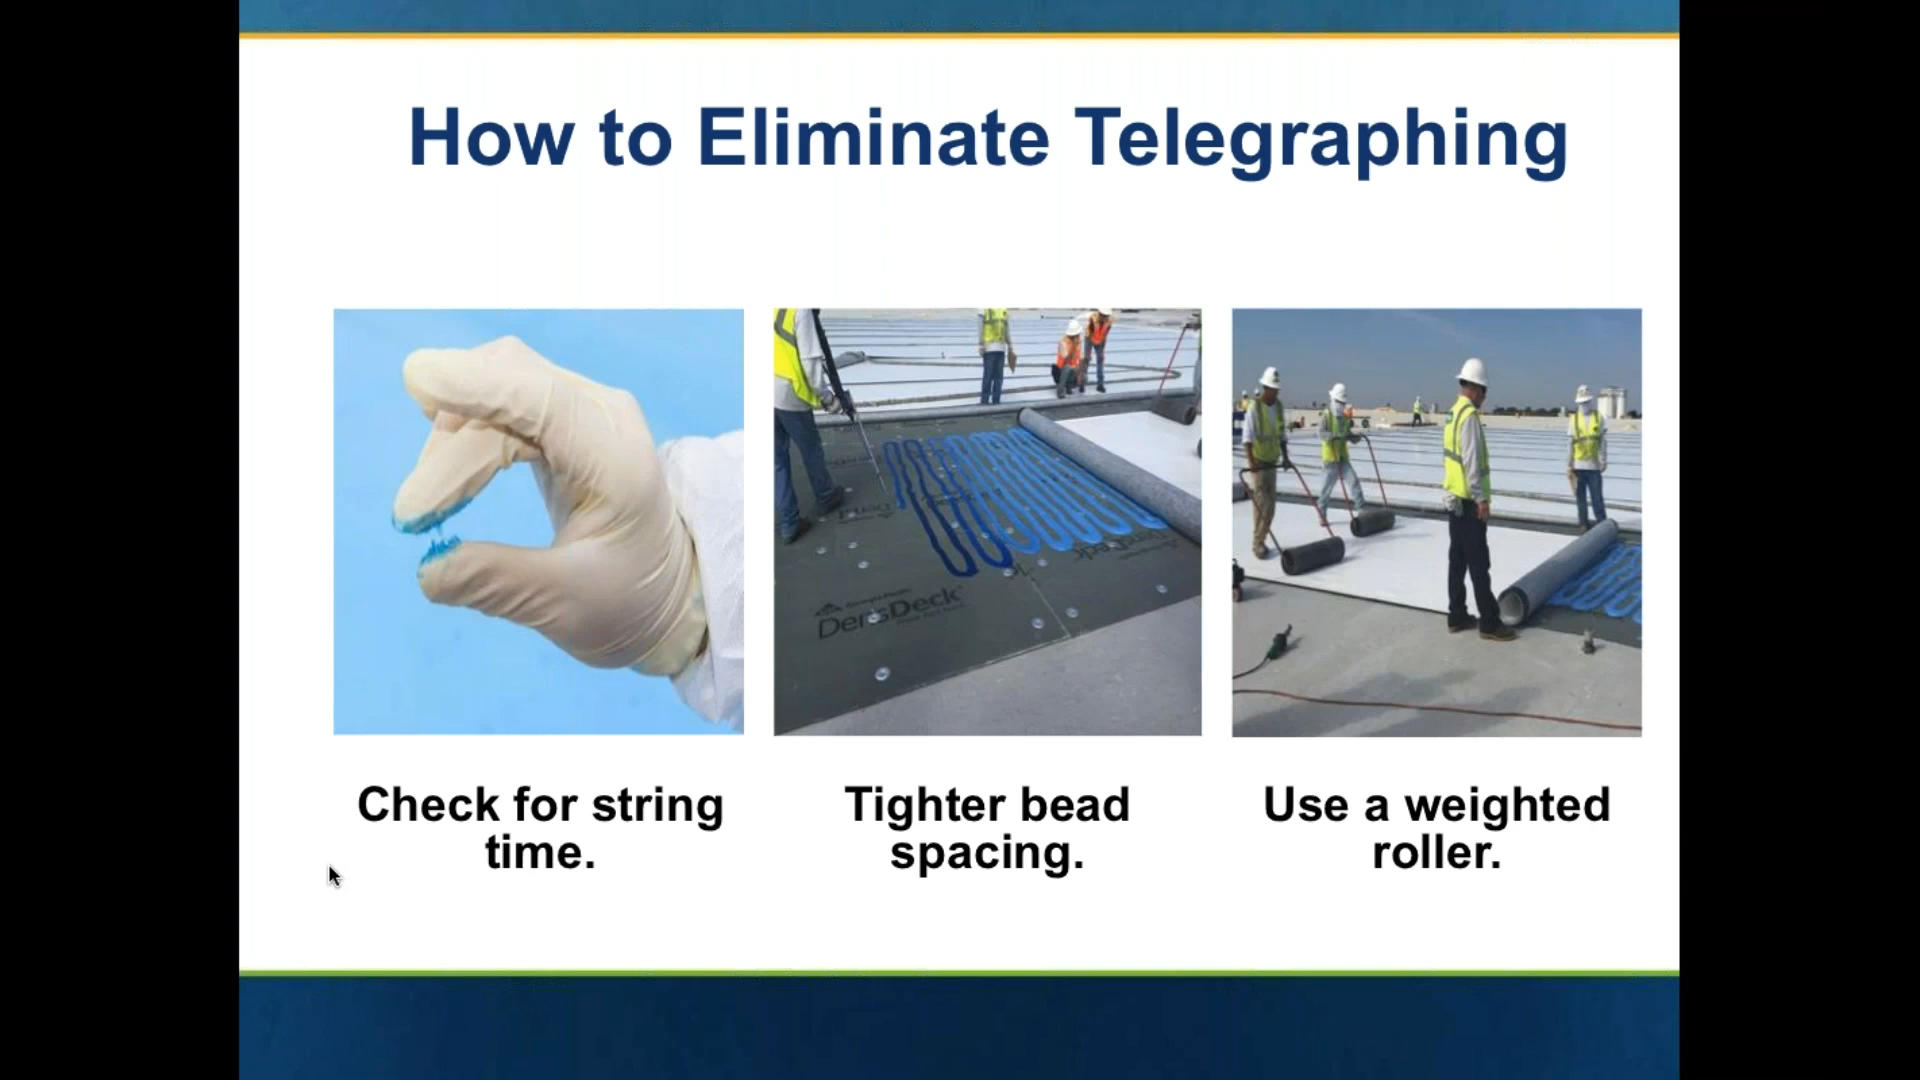 How to Eliminate Telegraphing
DensDeck
Check for string
time.
Tighter bead
spacing.
Use a weighted
roller.